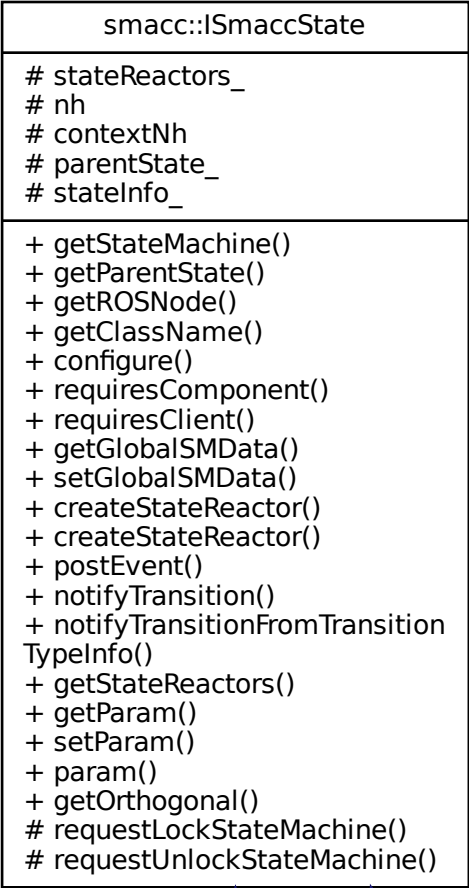 smacc::ISmaccState
# stateReactors_
# nh
# contextNh
# parentState_
# stateInfo_
+ getStateMachine()
+ getParentState()
+ getROSNode()
+ getClassName()
+ configure()
+ requiresComponent()
+ requiresClient()
+ getGlobalSMData()
+ setGlobalSMData()
+ createStateReactor()
+ createStateReactor()
+ postEvent()
+ notifyTransition()
+ notifyTransitionFromTransition
TypeInfo()
+ getStateReactors()
+ getParam()
+ setParam()
+ param()
+ getOrthogonal()
# requestLockStateMachine()
# requestUnlockStateMachine()